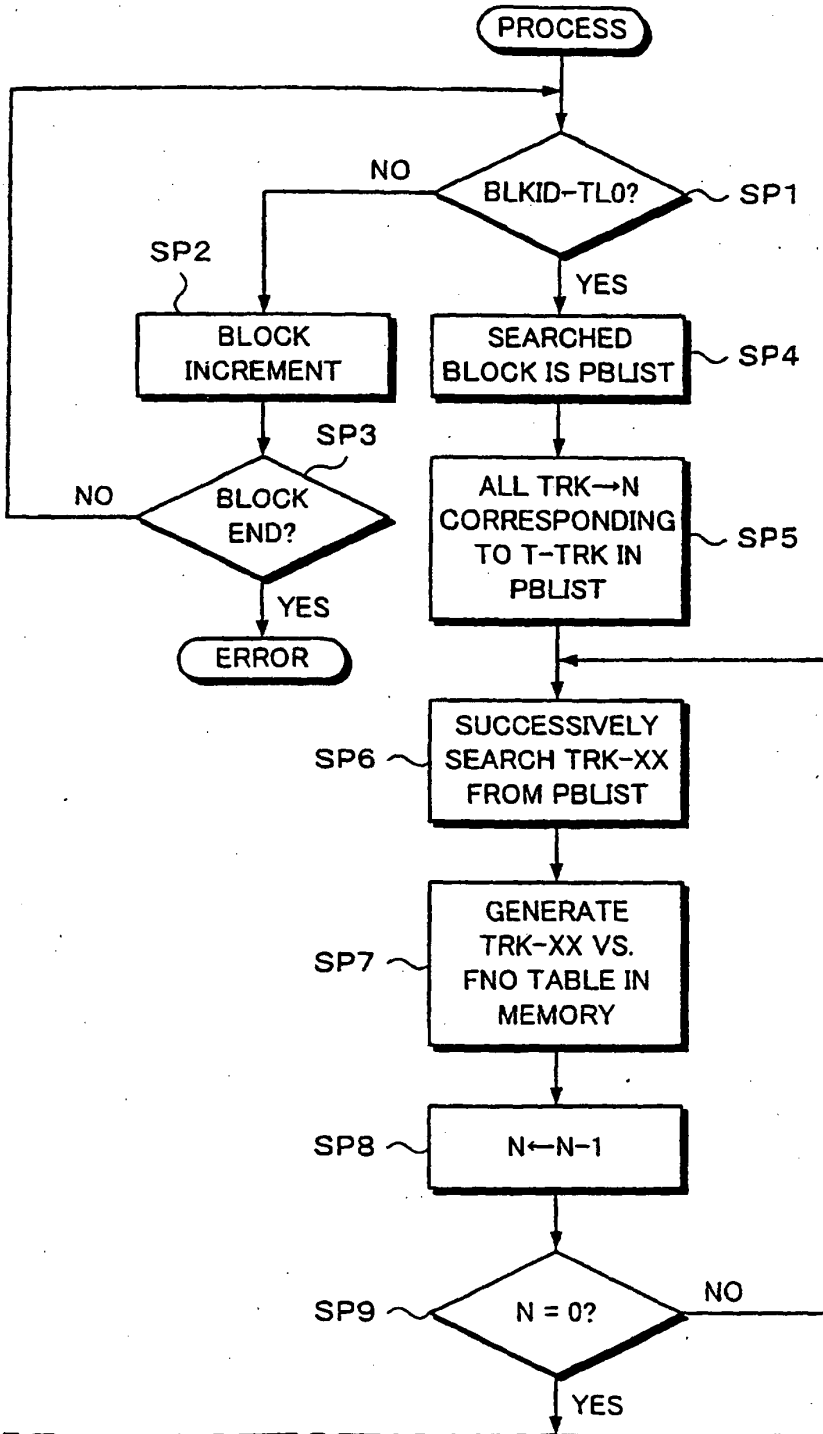 PROCESS
NO
BLKID-TL0?
SP1
YES
SP2
BLOCK
INCREMENT
SEARCHED
BLOCK IS PBLIST
SP4
SP3
NO
BLOCK
END?
YES
ERROR
ALL TRK→N
CORRESPONDING
TO T-TRK IN
PBLIST
SP5
SP6
SUCCESSIVELY
SEARCH TRK-XX
FROM PBLIST
SP7
GENERATE
TRK-XX VS.
FNO TABLE IN
MEMORY
SP8
N←N-1
SP9
N = 0?
NO
YES